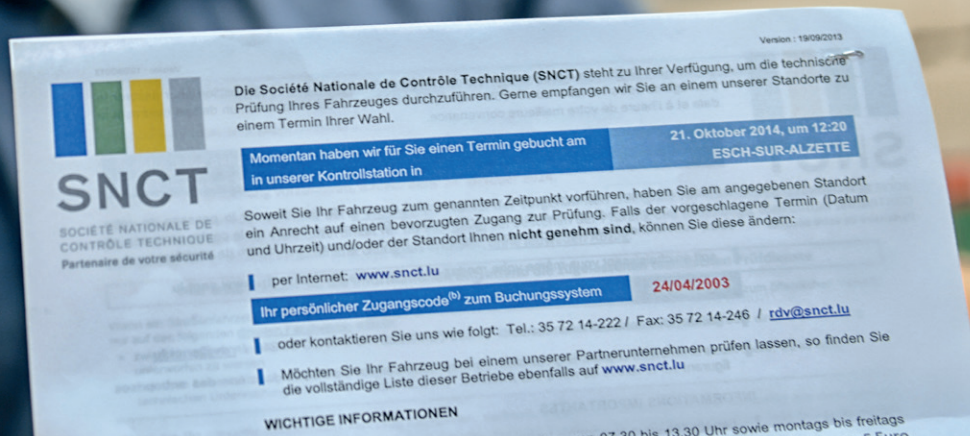 Version : 19/09/2013
Die Société Nationale de Contrôle Technique (SNCT) steht zu Ihrer Verfügung, um die technische
Prüfung Ihres Fahrzeuges durchzuführen. Gerne empfangen wir Sie an einem unserer Standorte zu
einem Termin Ihrer Wahl.
Momentan haben wir für Sie einen Termin gebucht am 21. Oktober 2014, um 12:20
in unserer Kontrollstation in ESCH-SUR-ALZETTE
SNCT
SOCIÉTÉ NATIONALE DE
CONTRÔLE TECHNIQUE
Partenaire de votre sécurité
Soweit Sie Ihr Fahrzeug zum genannten Zeitpunkt vorführen, haben Sie am angegebenen Standort
ein Anrecht auf einen bevorzugten Zugang zur Prüfung. Falls der vorgeschlagene Termin (Datum
und Uhrzeit) und/oder der Standort Ihnen nicht genehm sind, können Sie diese ändern:
per Internet: www.snct.lu
Ihr persönlicher Zugangscode(b) zum Buchungssystem 24/04/2003
oder kontaktieren Sie uns wie folgt: Tel.: 35 72 14-222 / Fax: 35 72 14-246 / rdv@snct.lu
Möchten Sie Ihr Fahrzeug bei einem unserer Partnerunternehmen prüfen lassen, so finden Sie
die vollständige Liste dieser Betriebe ebenfalls auf www.snct.lu
WICHTIGE INFORMATIONEN
07.30 bis 13.30 Uhr sowie montags bis freitags